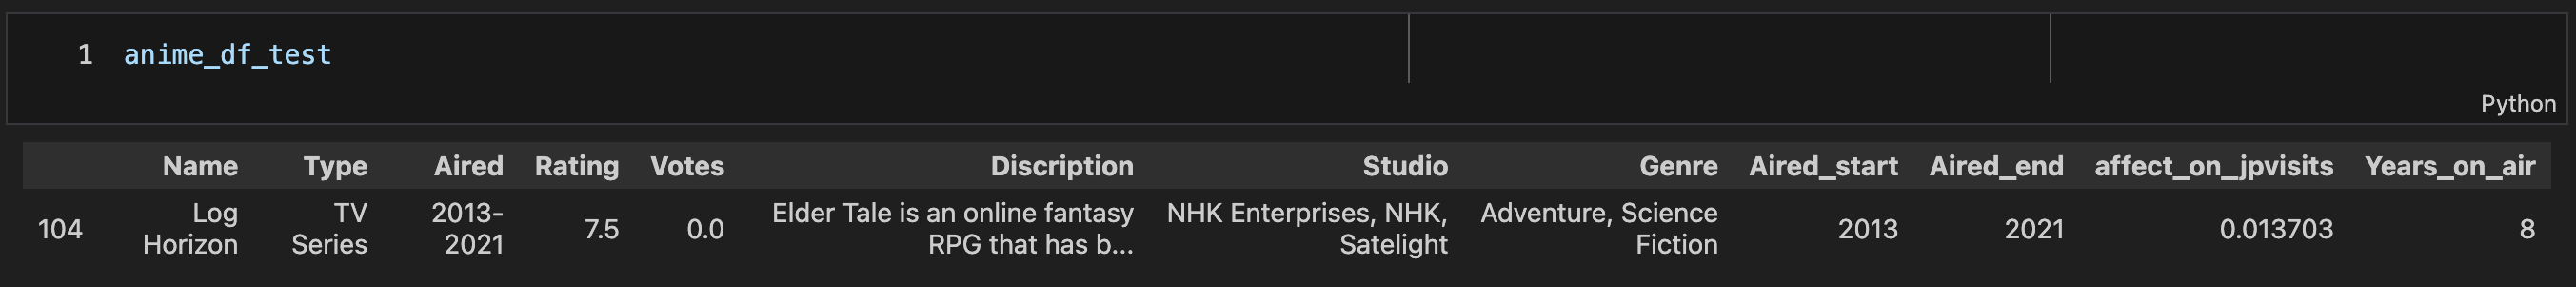 1 anime_df_test
Python
Name Type Aired Rating Votes Discription Studio Genre Aired_start Aired_end affect_on_jpvisits Years_on_air
104 Log Horizon TV Series 2013-2021 7.5 0.0 Elder Tale is an online fantasy RPG that has b... NHK Enterprises, NHK, Satelight Adventure, Science Fiction 2013 2021 0.013703 8